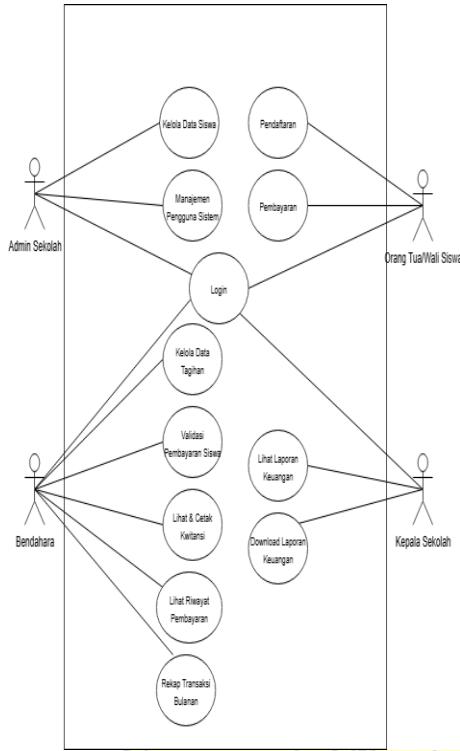 Kelola Data Siswa
Pendaftaran
Manajemen
Pengguna Sistem
Pembayaran
Admin Sekolah
Orang Tua/Wali Siswa
Login
Kelola Data
Tagihan
Validasi
Pembayaran Siswa
Lihat Laporan
Keuangan
Lihat & Cetak
Kwitansi
Bendahara
Kepala Sekolah
Download Laporan
Keuangan
Lihat Riwayat
Pembayaran
Rekap Transaksi
Bulanan